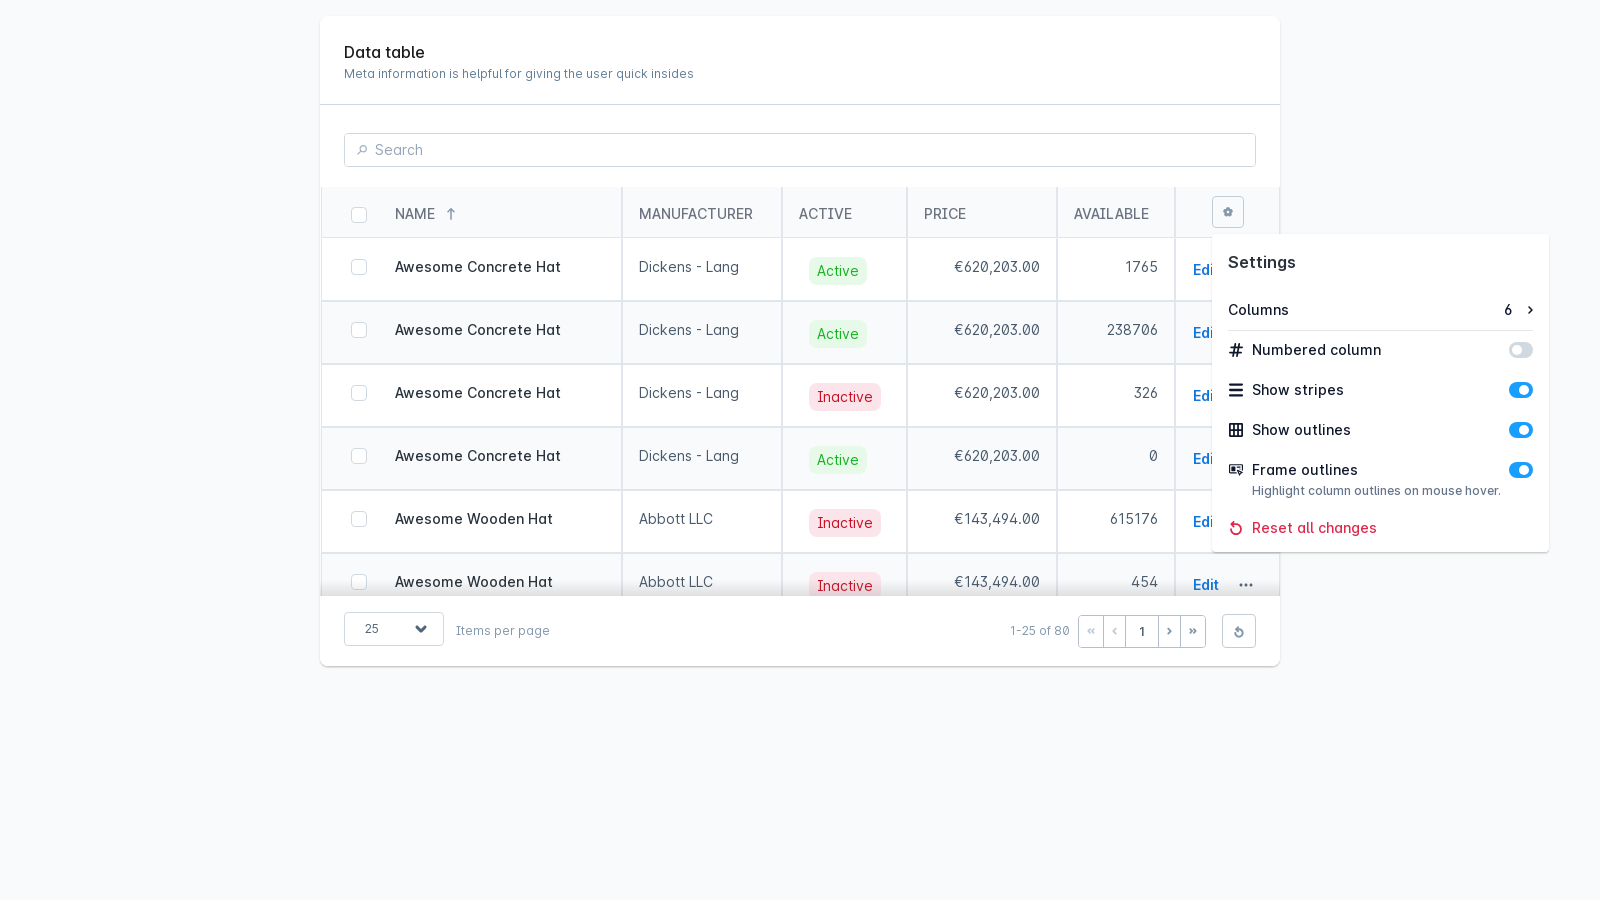 Data table
Meta information is helpful for giving the user quick insides
Search
NAME MANUFACTURER ACTIVE PRICE AVAILABLE
Awesome Concrete Hat Dickens - Lang Active €620,203.00 1765 Edi
Awesome Concrete Hat Dickens - Lang Active €620,203.00 238706 Edi
Awesome Concrete Hat Dickens - Lang Inactive €620,203.00 326 Edi
Awesome Concrete Hat Dickens - Lang Active €620,203.00 0 Edi
Awesome Wooden Hat Abbott LLC Inactive €143,494.00 615176 Edi
Awesome Wooden Hat Abbott LLC Inactive €143,494.00 454 Edit
Settings
Columns 6
Numbered column
Show stripes
Show outlines
Frame outlines
Highlight column outlines on mouse hover.
Reset all changes
25 Items per page 1-25 of 80 « ‹ 1 › »